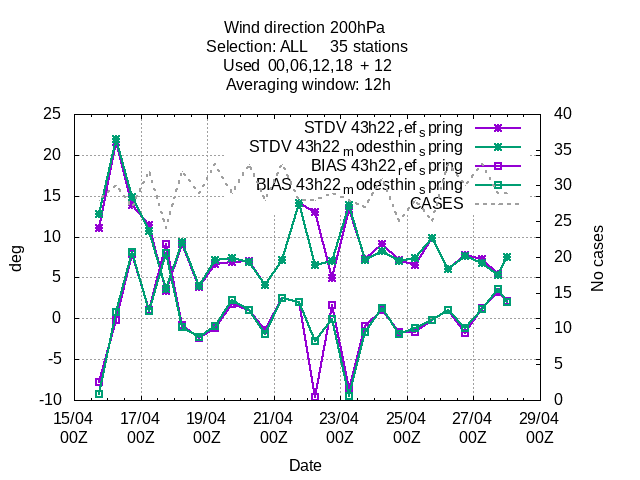 Wind direction 200hPa
Selection: ALL 35 stations
Used 00,06,12,18 + 12
Averaging window: 12h
25
20
15
10
5
0
-5
-10
deg
40
35
30
25
20
15
10
5
0
No cases
STDV 43h22_ref_spring
STDV 43h22_modesthin_spring
BIAS 43h22_ref_spring
BIAS 43h22_modesthin_spring
CASES
15/04 17/04 19/04 21/04 23/04 25/04 27/04 29/04
00Z 00Z 00Z 00Z 00Z 00Z 00Z 00Z
Date